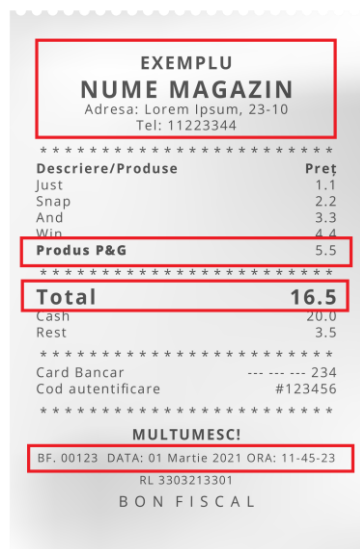 EXEMPLU
NUME MAGAZIN
Adresa: Lorem Ipsum, 23-10
Tel: 11223344
* * * * * * * * * * * * * * * * * * * * * * * *
Descriere/Produse Preț
Just 1.1
Snap 2.2
And 3.3
Win 4.4
Produs P&G 5.5
* * * * * * * * * * * * * * * * * * * * * * * *
Total 16.5
Cash 20.0
Rest 3.5
* * * * * * * * * * * * * * * * * * * * * * * *
Card Bancar --- --- --- 234
Cod autentificare #123456
* * * * * * * * * * * * * * * * * * * * * * * *
MULTUMESC!
BF. 00123 DATA: 01 Martie 2021 ORA: 11-45-23
RL 3303213301
BON FISCAL